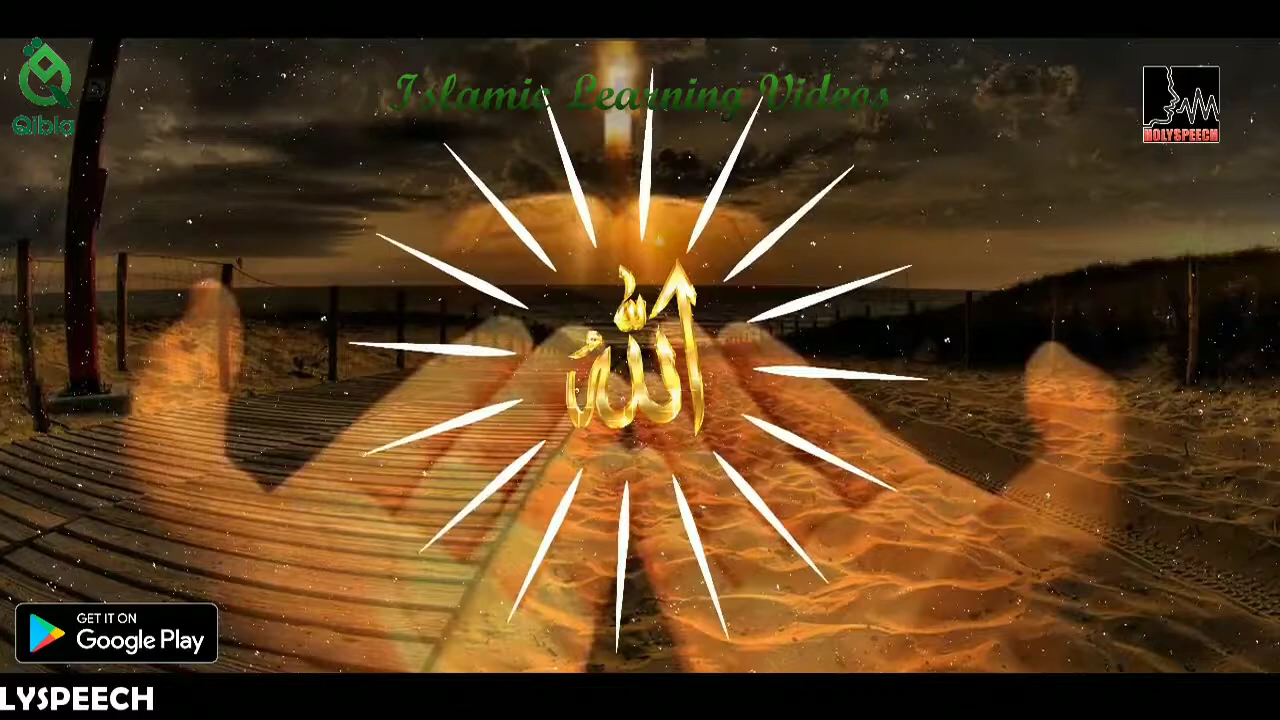 Islamic Learning Videos
Qibla
HOLYSPEECH
الله
GET IT ON
Google Play
LYSPEECH